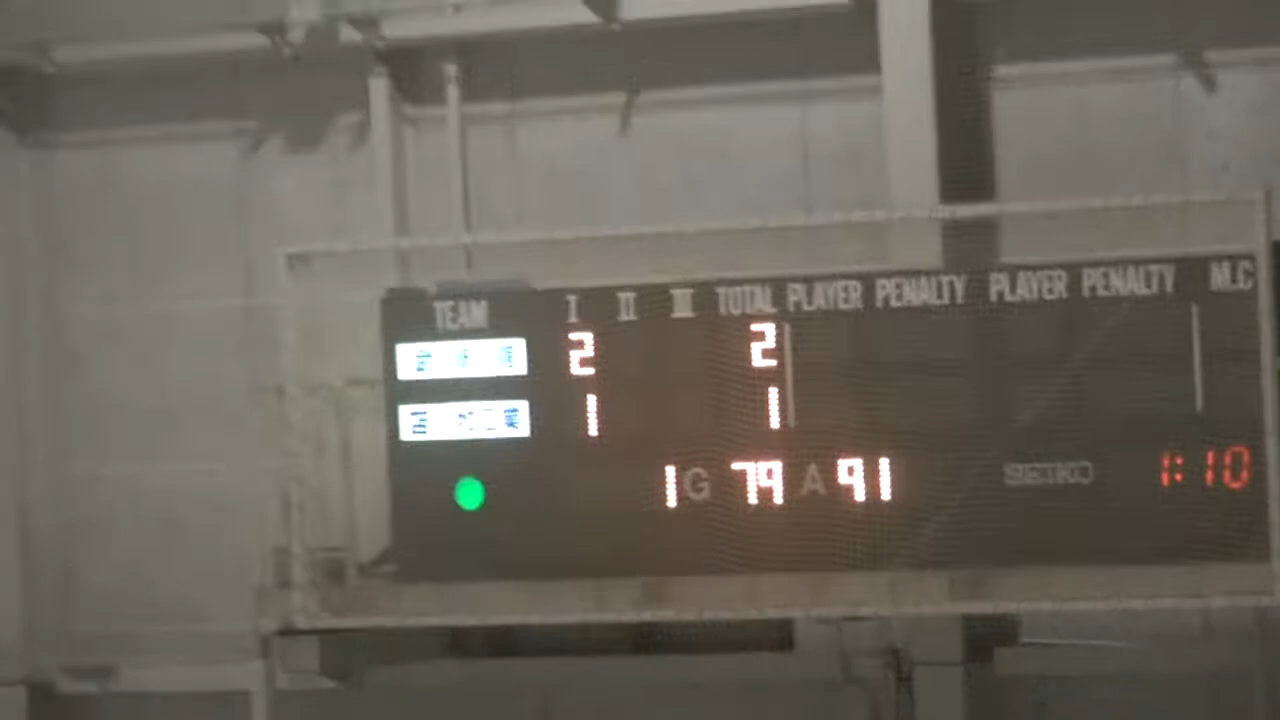 TEAM I II III TOTAL PLAYER PENALTY PLAYER PENALTY M.C
2 2
1 1
1 G 79 A 91 SEIKO 1:10